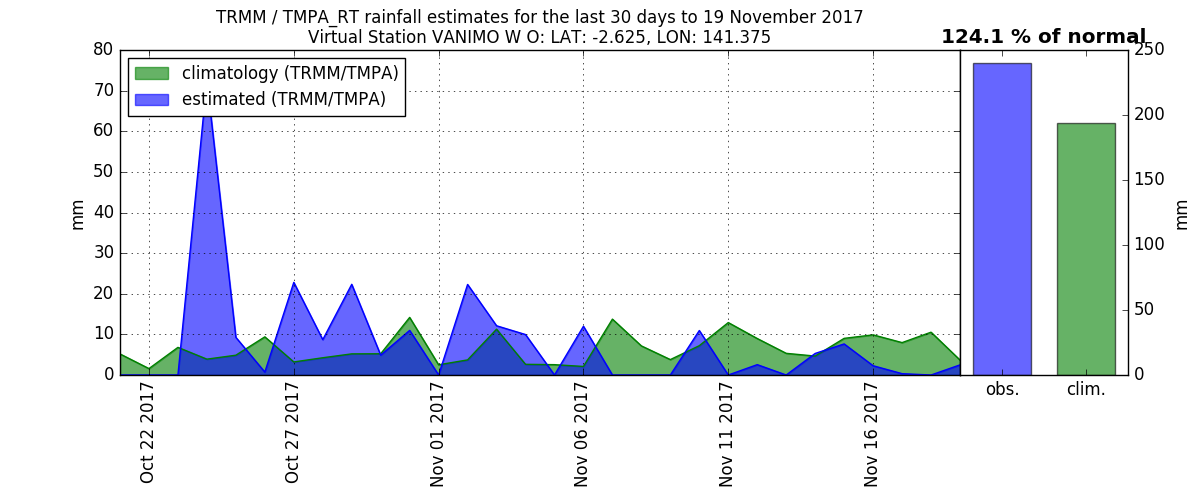 TRMM / TMPA_RT rainfall estimates for the last 30 days to 19 November 2017
Virtual Station VANIMO W O: LAT: -2.625, LON: 141.375
124.1 % of normal
climatology (TRMM/TMPA)
estimated (TRMM/TMPA)
mm
80
70
60
50
40
30
20
10
0
Oct 22 2017
Oct 27 2017
Nov 01 2017
Nov 06 2017
Nov 11 2017
Nov 16 2017
obs.
clim.
250
200
150
100
50
0
mm